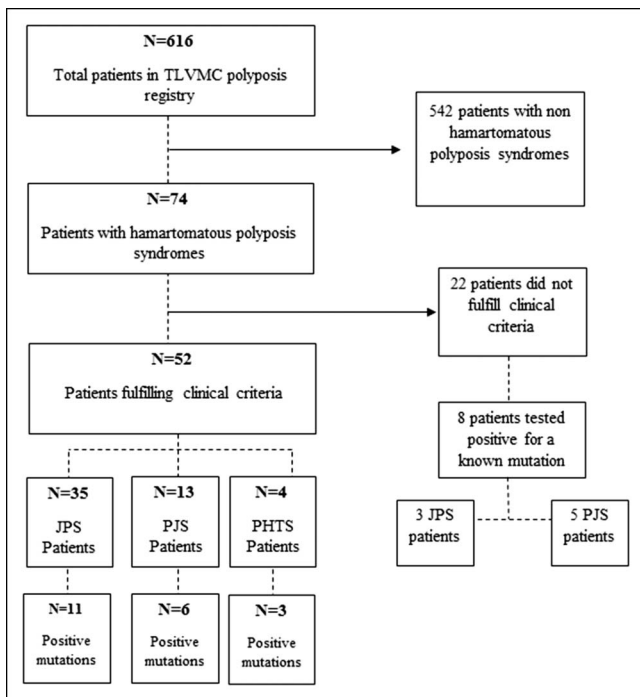 N=616
Total patients in TLVMC polyposis
registry
542 patients with non
hamartomatous
polyposis syndromes
N=74
Patients with hamartomatous polyposis
syndromes
22 patients did not
fulfill clinical
criteria
N=52
Patients fulfilling clinical criteria
8 patients tested
positive for a
known mutation
N=35
JPS
Patients
N=13
PJS
Patients
N=4
PHTS
Patients
3 JPS
patients
5 PJS
patients
N=11
Positive
mutations
N=6
Positive
mutations
N=3
Positive
mutations